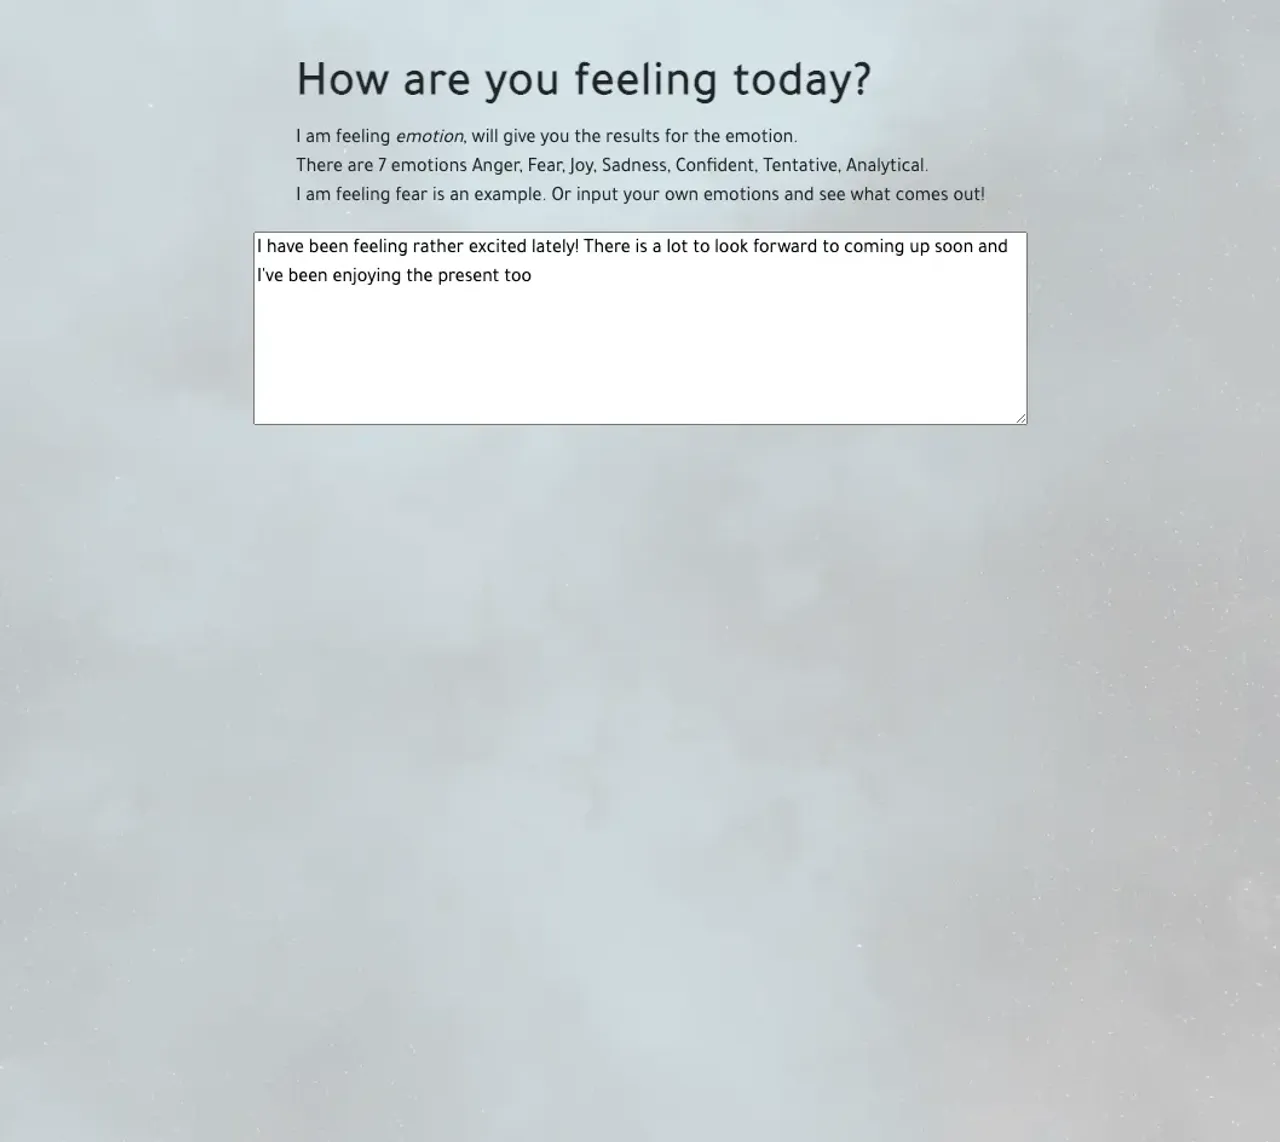 How are you feeling today?
I am feeling emotion, will give you the results for the emotion.
There are 7 emotions Anger, Fear, Joy, Sadness, Confident, Tentative, Analytical.
I am feeling fear is an example. Or input your own emotions and see what comes out!
I have been feeling rather excited lately! There is a lot to look forward to coming up soon and
I've been enjoying the present too